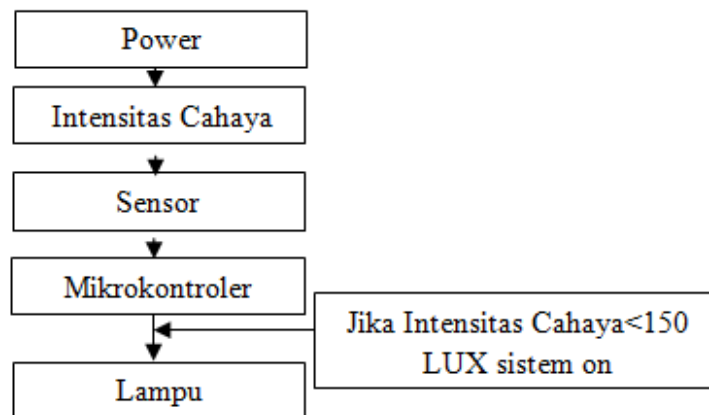 Power
Intensitas Cahaya
Sensor
Mikrokontroler
Jika Intensitas Cahaya<150
LUX sistem on
Lampu